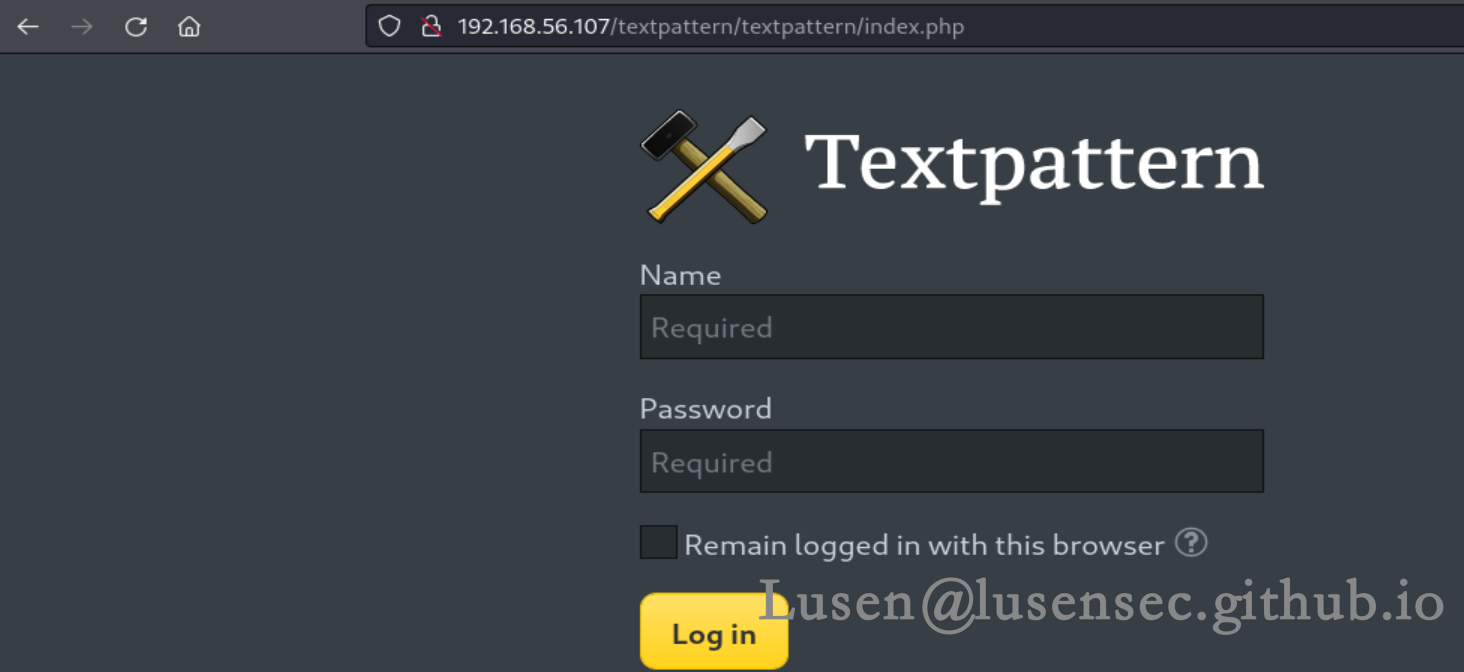 192.168.56.107/textpattern/textpattern/index.php
Textpattern
Name
Required
Password
Required
Remain logged in with this browser ?
Lusen@lusensec.github.io
Log in